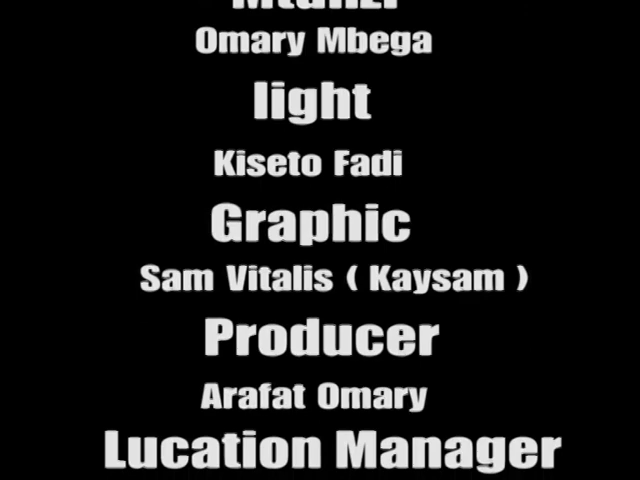 Omary Mbega
light
Kiseto Fadi
Graphic
Sam Vitalis ( Kaysam )
Producer
Arafat Omary
Lucation Manager